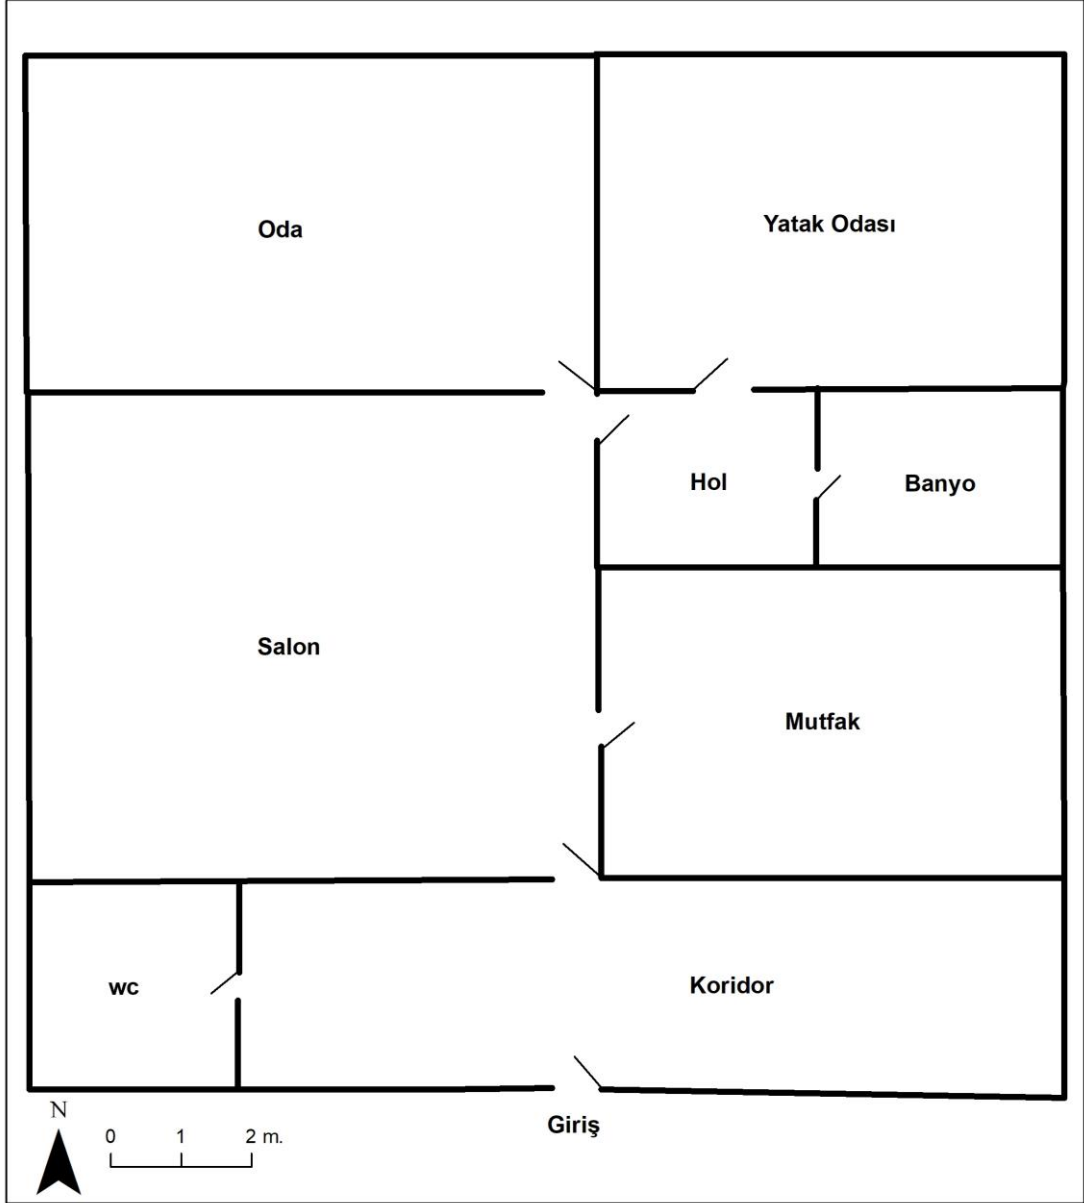 Oda
Yatak Odası
Hol
Banyo
Salon
Mutfak
wc
Koridor
Giriş
N
0 1 2 m.